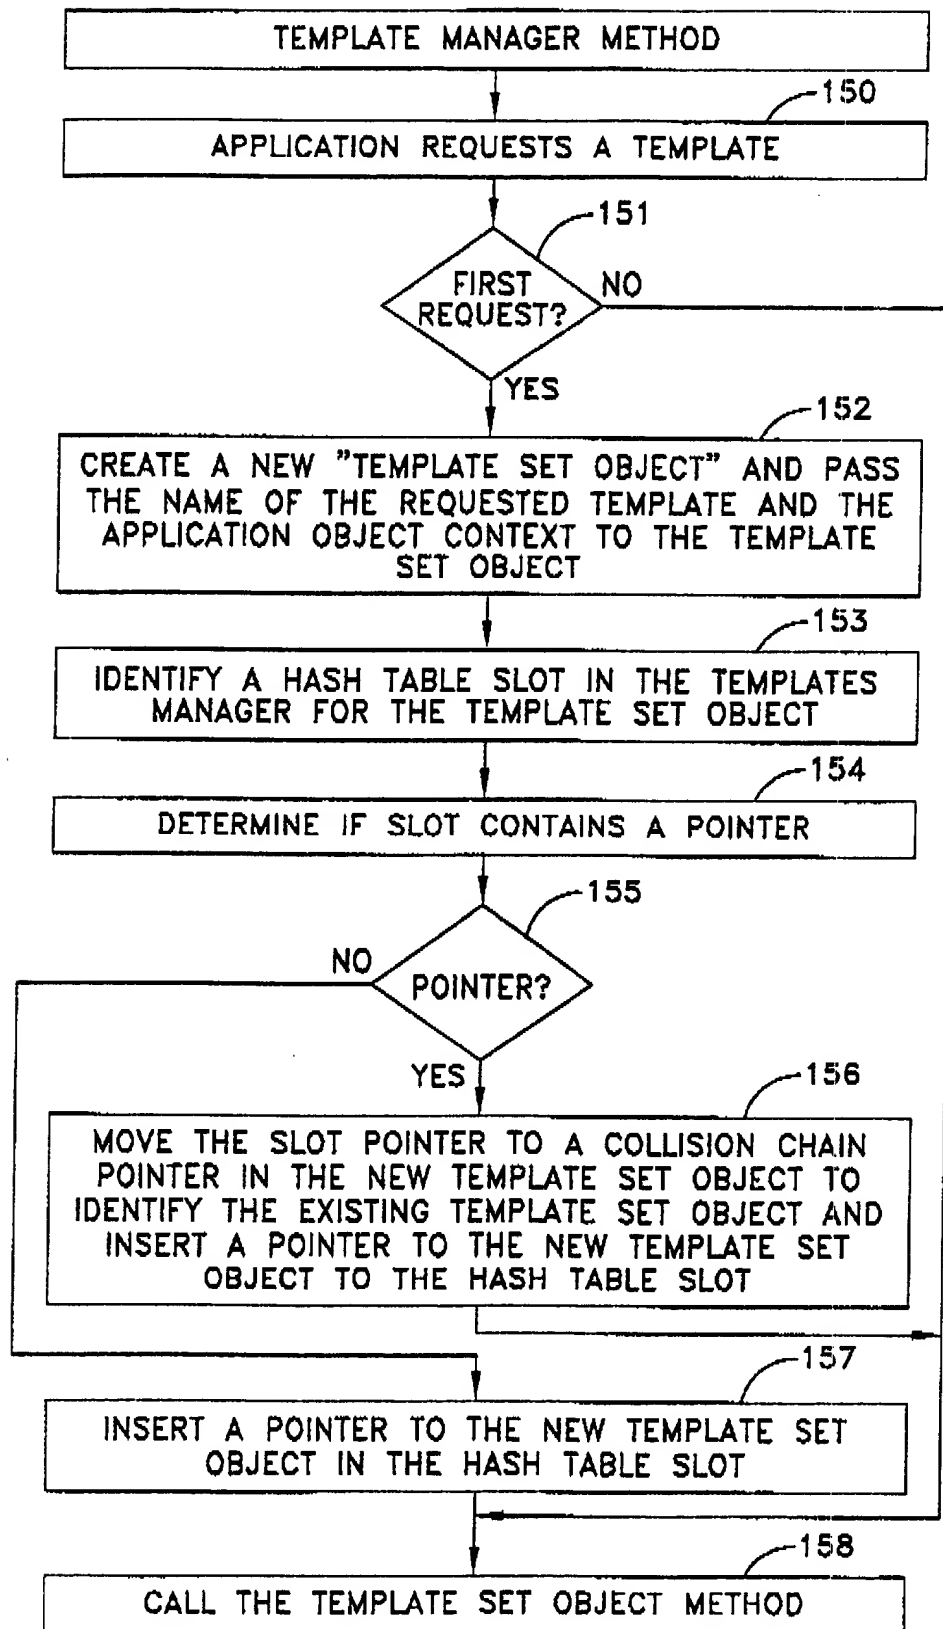 TEMPLATE MANAGER METHOD
150
APPLICATION REQUESTS A TEMPLATE
151
FIRST
REQUEST?
NO
YES
152
CREATE A NEW "TEMPLATE SET OBJECT" AND PASS
THE NAME OF THE REQUESTED TEMPLATE AND THE
APPLICATION OBJECT CONTEXT TO THE TEMPLATE
SET OBJECT
153
IDENTIFY A HASH TABLE SLOT IN THE TEMPLATES
MANAGER FOR THE TEMPLATE SET OBJECT
154
DETERMINE IF SLOT CONTAINS A POINTER
155
NO
POINTER?
YES
156
MOVE THE SLOT POINTER TO A COLLISION CHAIN
POINTER IN THE NEW TEMPLATE SET OBJECT TO
IDENTIFY THE EXISTING TEMPLATE SET OBJECT AND
INSERT A POINTER TO THE NEW TEMPLATE SET
OBJECT TO THE HASH TABLE SLOT
157
INSERT A POINTER TO THE NEW TEMPLATE SET
OBJECT IN THE HASH TABLE SLOT
158
CALL THE TEMPLATE SET OBJECT METHOD